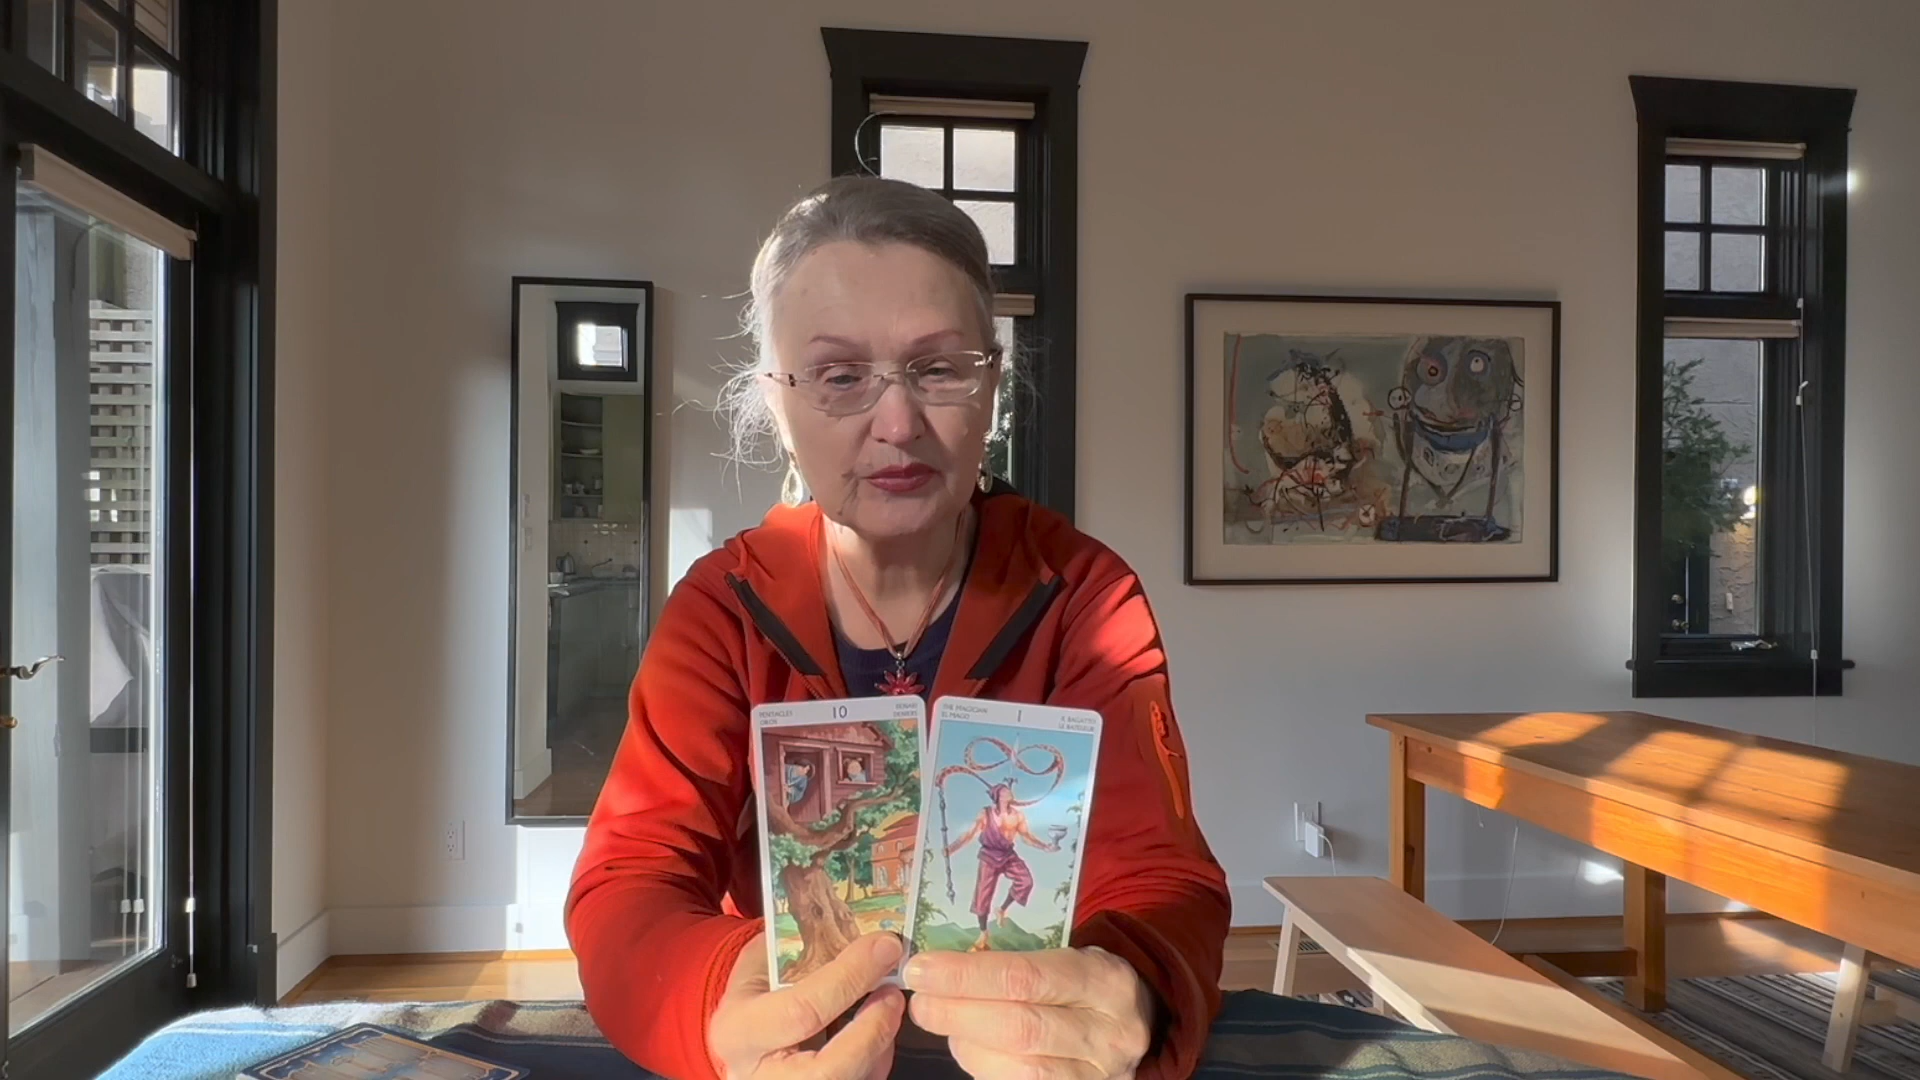 PENTACLES
OROS
10
DENARI
DENIERS
THE MAGICIAN
EL MAGO
I
IL BAGATTO
LE BATELEUR